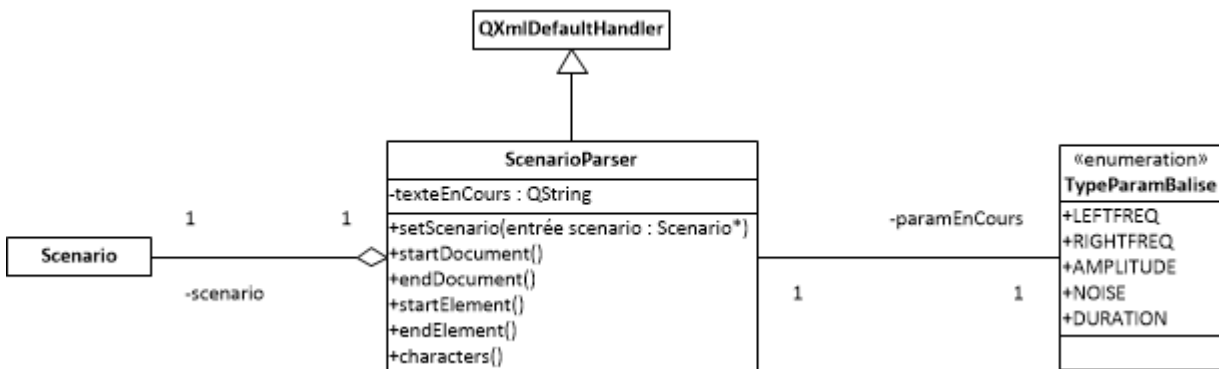 QXmlDefaultHandler
ScenarioParser
-texteEnCours : QString
+setScenario(entrée scenario : Scenario*)
+startDocument()
+endDocument()
+startElement()
+endElement()
+characters()
1
1
Scenario
-scenario
-paramEnCours
1
1
«enumeration»
TypeParamBalise
+LEFTFREQ
+RIGHTFREQ
+AMPLITUDE
+NOISE
+DURATION